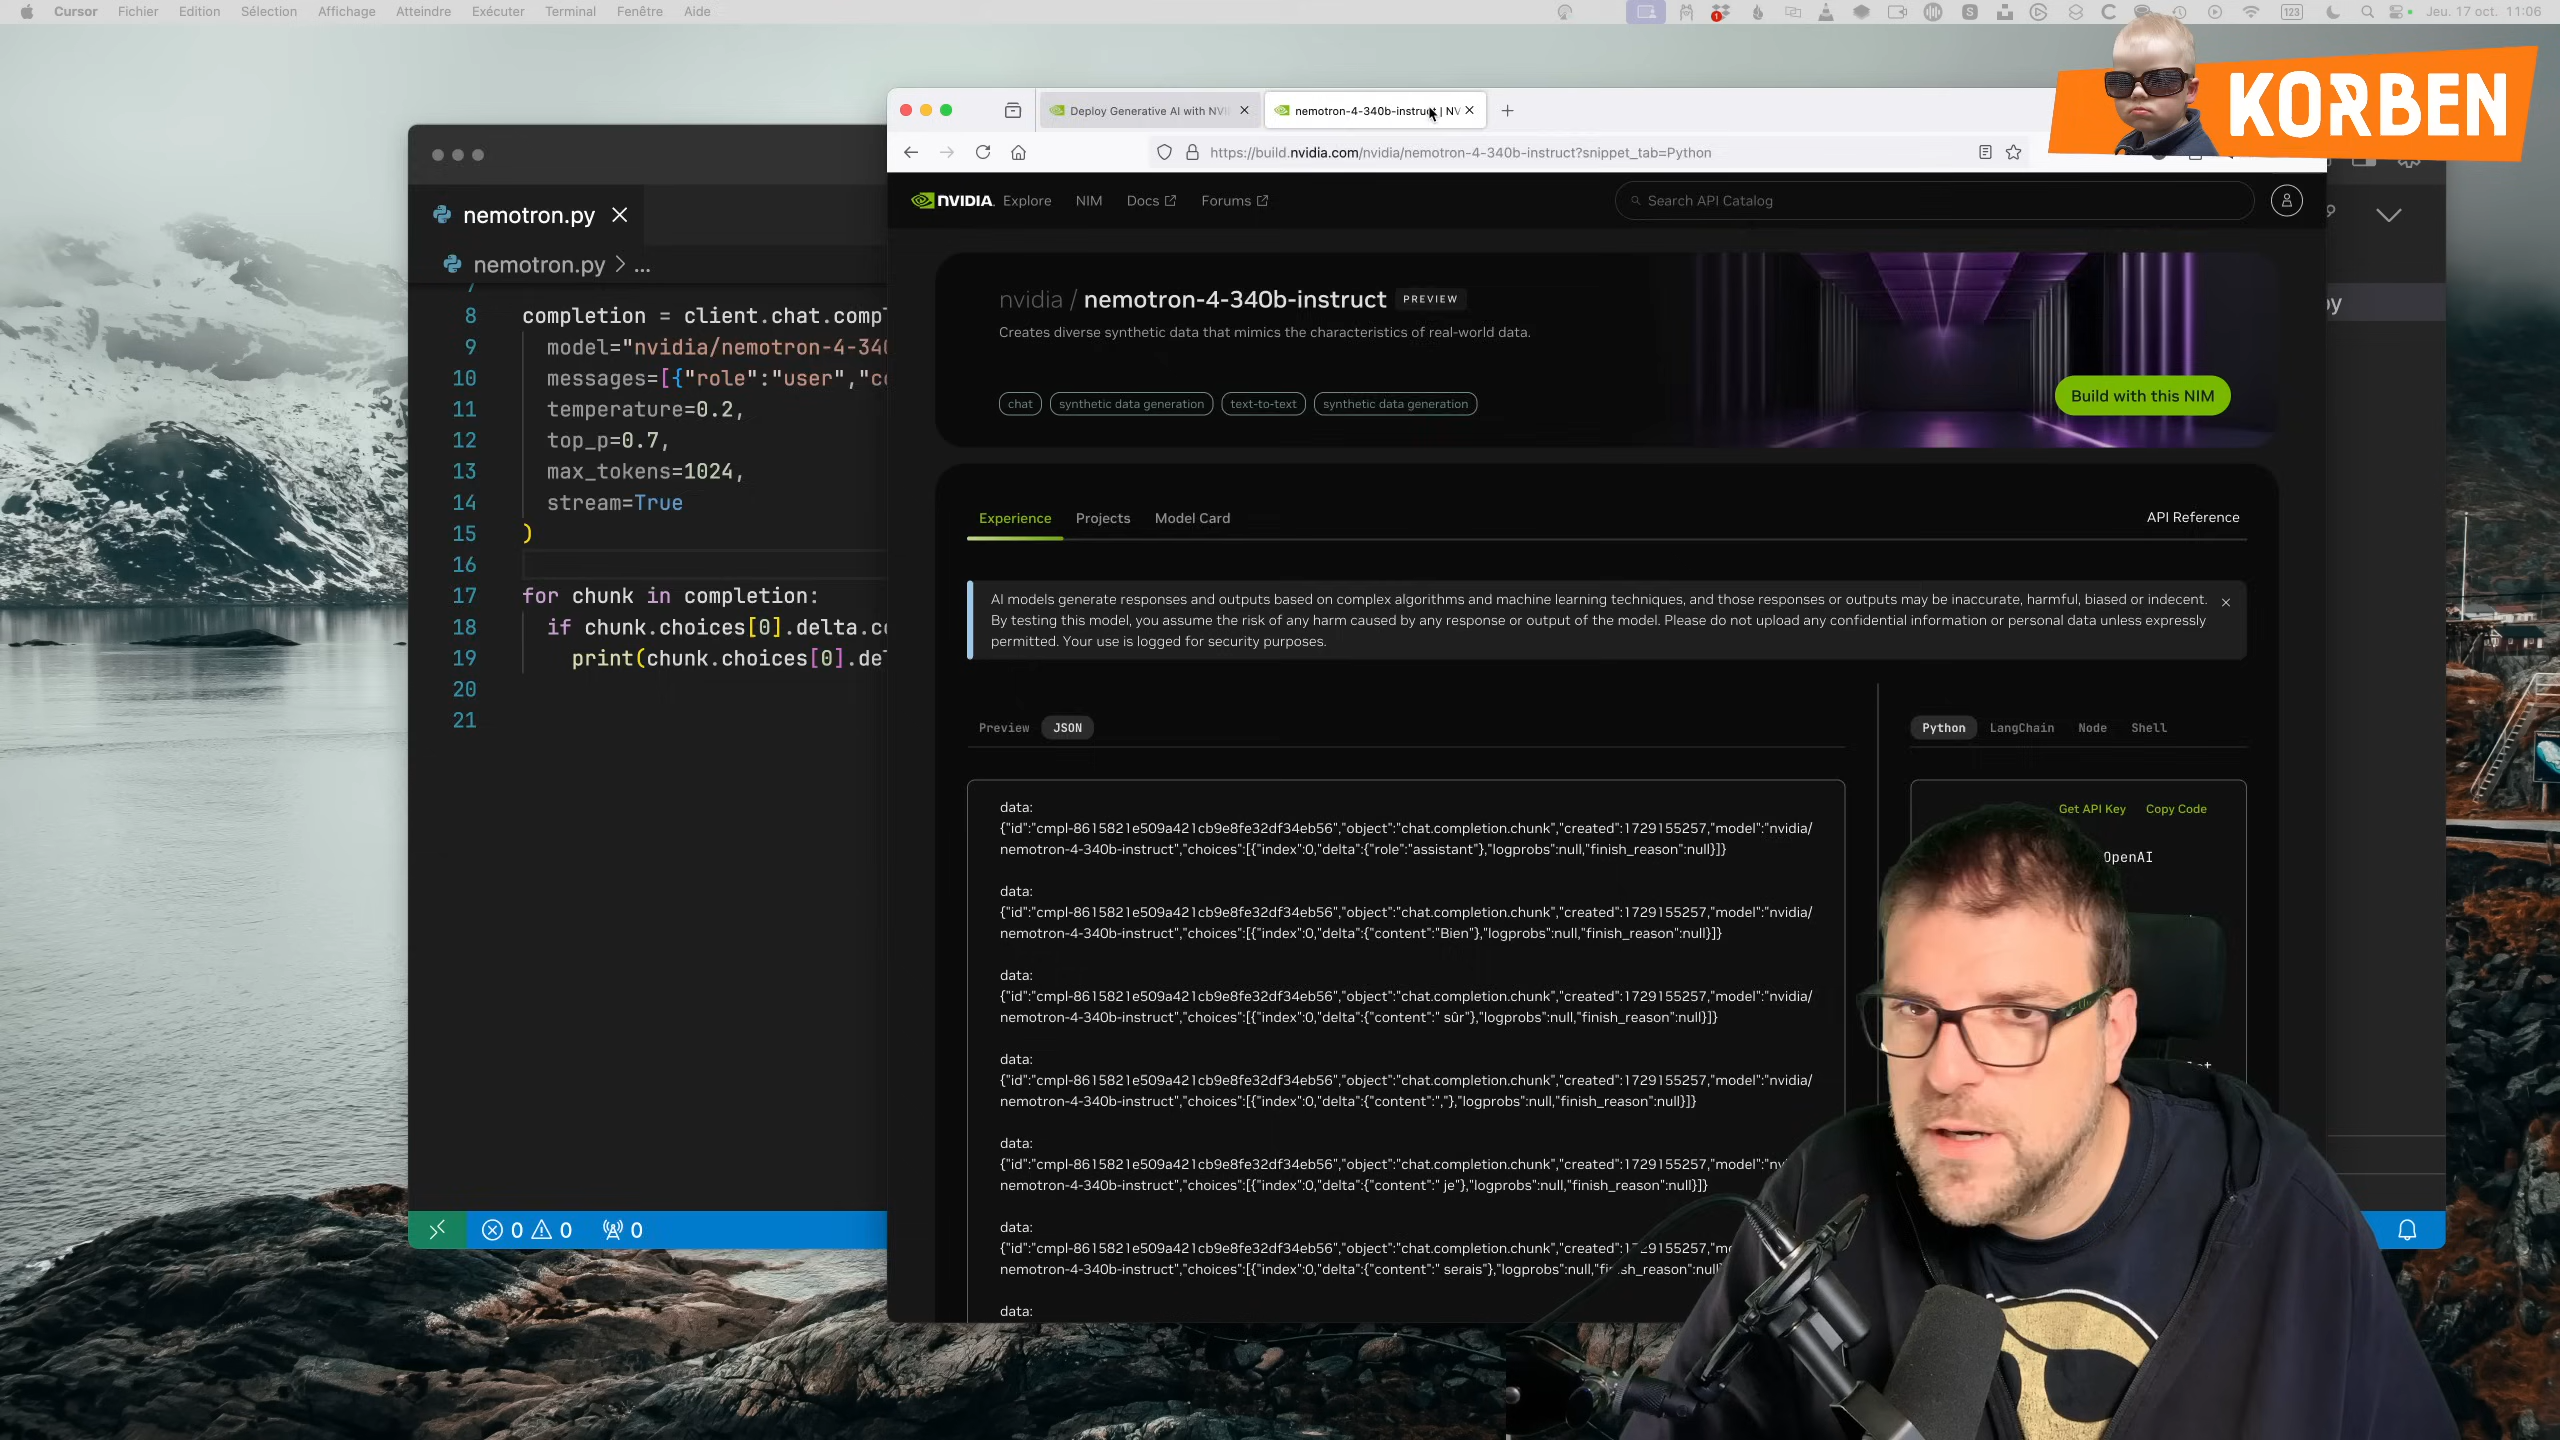 Cursor Fichier Edition Sélection Affichage Atteindre Exécuter Terminal Fenêtre Aide
Jeu. 17 oct. 11:06
KORBEN
Deploy Generative AI with NVI
nemotron-4-340b-instruct | NV
https://build.nvidia.com/nvidia/nemotron-4-340b-instruct?snippet_tab=Python
nemotron.py
nemotron.py > ...
7
8 completion = client.chat.comp
9 model="nvidia/nemotron-4-340
10 messages=[{"role":"user","co
11 temperature=0.2,
12 top_p=0.7,
13 max_tokens=1024,
14 stream=True
15 )
16
17 for chunk in completion:
18 if chunk.choices[0].delta.co
19 print(chunk.choices[0].del
20
21
0 0 0
NVIDIA. Explore NIM Docs Forums
Search API Catalog
nvidia / nemotron-4-340b-instruct PREVIEW
Creates diverse synthetic data that mimics the characteristics of real-world data.
chat synthetic data generation text-to-text synthetic data generation
Build with this NIM
Experience Projects Model Card
API Reference
AI models generate responses and outputs based on complex algorithms and machine learning techniques, and those responses or outputs may be inaccurate, harmful, biased or indecent.
By testing this model, you assume the risk of any harm caused by any response or output of the model. Please do not upload any confidential information or personal data unless expressly
permitted. Your use is logged for security purposes.
Preview JSON
data:
{"id":"cmpl-8615821e509a421cb9e8fe32df34eb56","object":"chat.completion.chunk","created":1729155257,"model":"nvidia/
nemotron-4-340b-instruct","choices":[{"index":0,"delta":{"role":"assistant"},"logprobs":null,"finish_reason":null}]}
data:
{"id":"cmpl-8615821e509a421cb9e8fe32df34eb56","object":"chat.completion.chunk","created":1729155257,"model":"nvidia/
nemotron-4-340b-instruct","choices":[{"index":0,"delta":{"content":"Bien"},"logprobs":null,"finish_reason":null}]}
data:
{"id":"cmpl-8615821e509a421cb9e8fe32df34eb56","object":"chat.completion.chunk","created":1729155257,"model":"nvidia/
nemotron-4-340b-instruct","choices":[{"index":0,"delta":{"content":" sûr"},"logprobs":null,"finish_reason":null}]}
data:
{"id":"cmpl-8615821e509a421cb9e8fe32df34eb56","object":"chat.completion.chunk","created":1729155257,"model":"nvidia/
nemotron-4-340b-instruct","choices":[{"index":0,"delta":{"content":","},"logprobs":null,"finish_reason":null}]}
data:
{"id":"cmpl-8615821e509a421cb9e8fe32df34eb56","object":"chat.completion.chunk","created":1729155257,"model":"nv
nemotron-4-340b-instruct","choices":[{"index":0,"delta":{"content":" je"},"logprobs":null,"finish_reason":null}]}
data:
{"id":"cmpl-8615821e509a421cb9e8fe32df34eb56","object":"chat.completion.chunk","created":1729155257,"mo
nemotron-4-340b-instruct","choices":[{"index":0,"delta":{"content":" serais"},"logprobs":null,"finish_reason":null
data:
Python LangChain Node Shell
Get API Key Copy Code
OpenAI
py